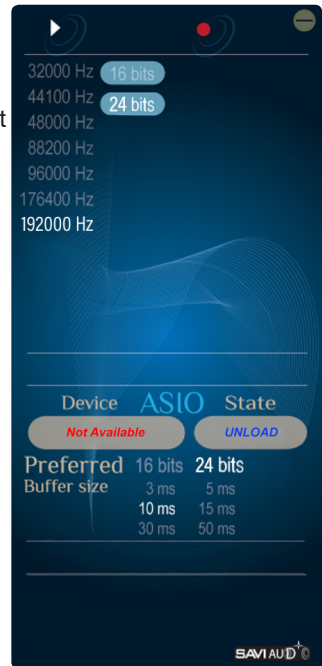 32000 Hz 16 bits
44100 Hz 24 bits
t
48000 Hz
88200 Hz
96000 Hz
176400 Hz
192000 Hz
Device ASIO State
Not Available UNLOAD
Preferred 16 bits 24 bits
Buffer size 3 ms 5 ms
10 ms 15 ms
30 ms 50 ms
SAVI AUD